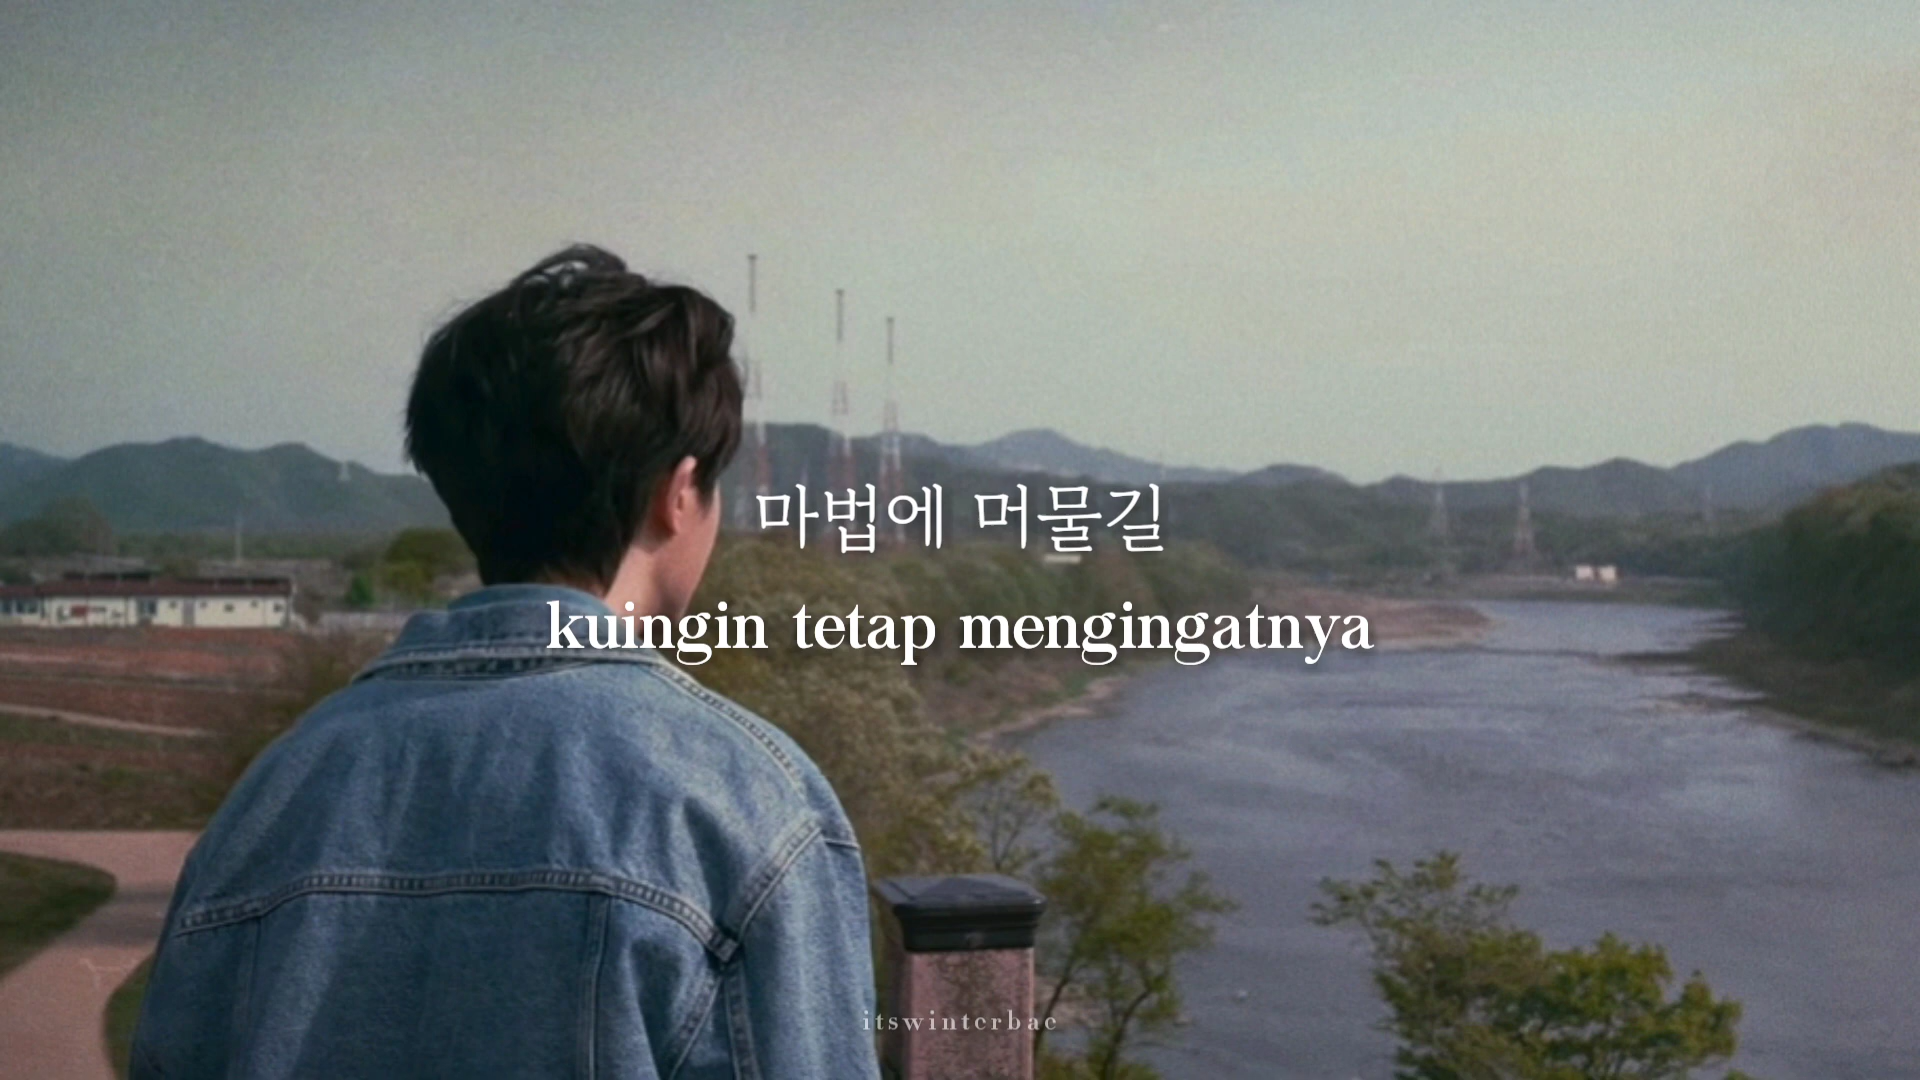 마법에 머물길
kuingin tetap mengingatnya
itswinterbae